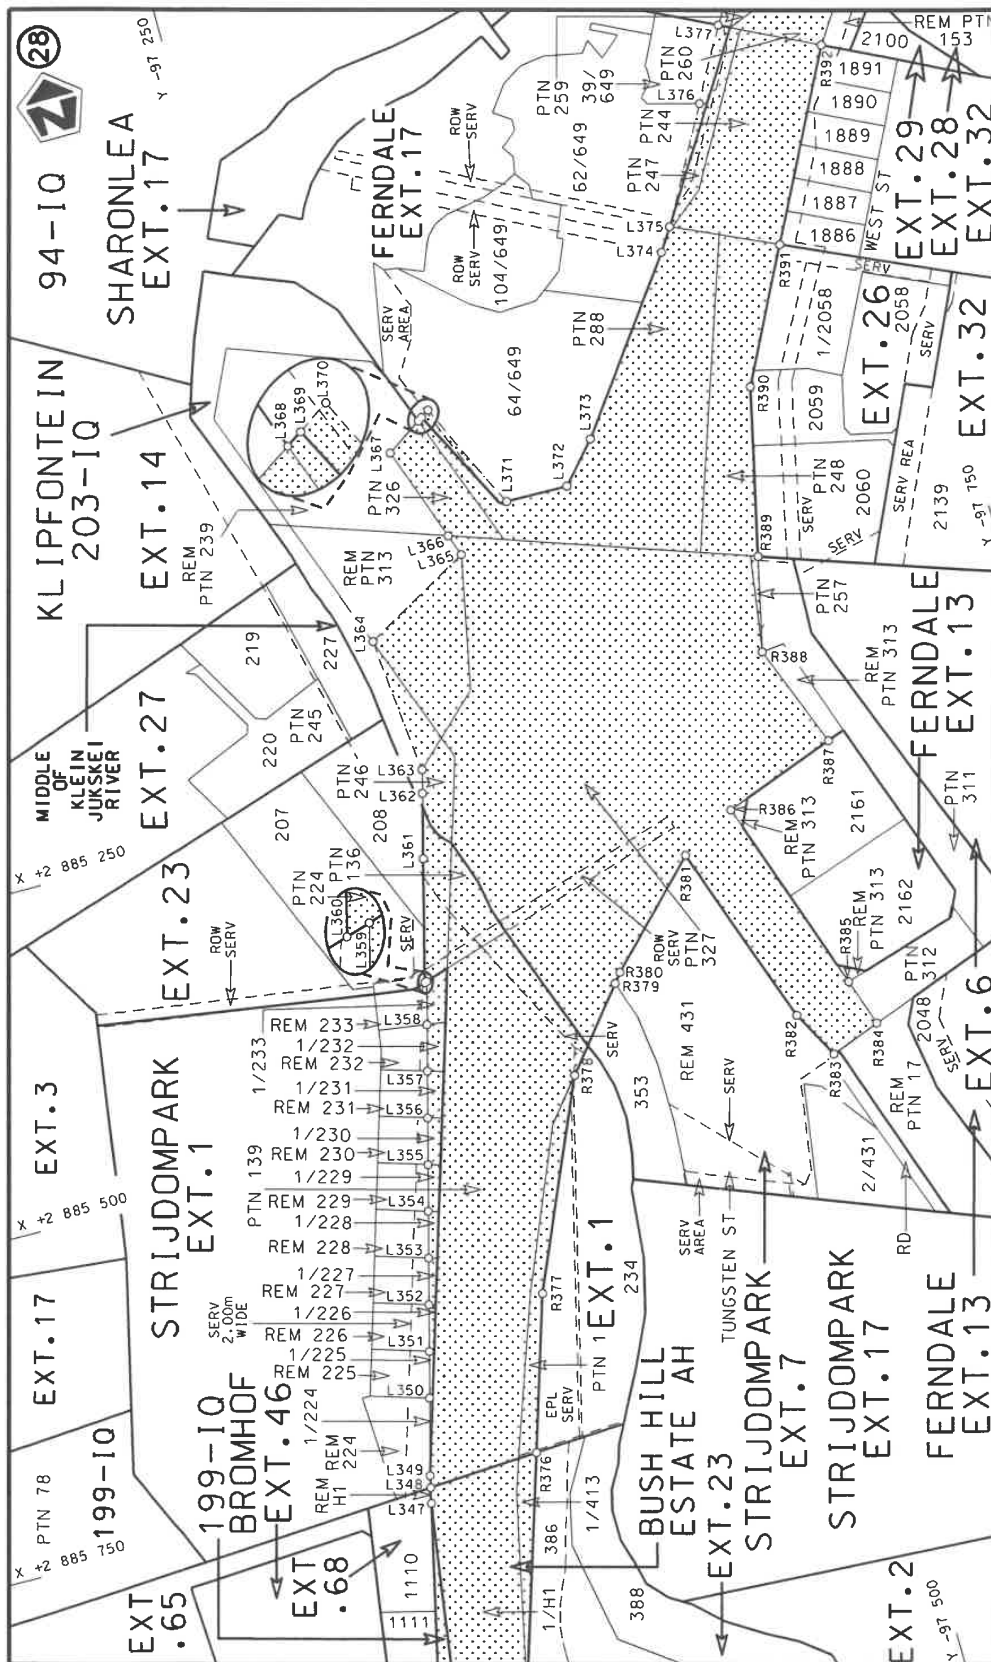 28
94-IQ
Y -97 250
KLIPFONTEIN
203-IQ
SHARONLEA
EXT.17
FERNDALE
EXT.17
EXT.14
REM
PTN 239
219
227
MIDDLE
OF
KLEIN
JUKSKEI
RIVER
EXT.27
220
PTN
245
X +2 885 250
EXT.23
207
208
PTN
246
PTN
136
PTN
224
ROW
SERV
SERV
EXT.3
X +2 885 500
EXT.17
STRIJDOMPARK
EXT.1
PTN 78
199-IQ
X +2 885 750
EXT
.65
199-IQ
BROMHOF
EXT.46
EXT
.68
1110
1111
SERV
2.00m
WIDE
PTN 139
1/233
REM 233
1/232
REM 232
1/231
REM 231
1/230
REM 230
1/229
REM 229
1/228
REM 228
1/227
REM 227
1/226
REM 226
1/225
REM 225
1/224
REM
224
REM
H1
L347
L348
L349
L350
L351
L352
L353
L354
L355
L356
L357
L358
L359
L360
L361
L362
L363
L364
L365
L366
L367
L368
L369
L370
L371
L372
L373
L374
L375
L376
L377
REM
PTN
313
PTN
326
SERV
AREA
64/649
104/649
ROW
SERV
ROW
SERV
62/649
PTN
259
39/
649
PTN
260
PTN
244
PTN
247
PTN
288
REM PTN
153
2100
R392
1891
1890
1889
1888
1887
1886
WEST ST
EXT.29
EXT.28
EXT.32
R391
SERV
1/2058
2058
SERV
EXT.26
EXT.32
R390
2059
PTN
248
2060
SERV
SERV
SERV REA
2139
Y -97 750
R389
PTN
257
R388
REM
PTN 313
R387
FERNDALE
EXT.13
PTN
311
R386
REM
PTN 313
2161
R381
R385
REM
PTN 313
2162
PTN
312
EXT.6
ROW
SERV
PTN
327
R380
R379
R382
R383
R384
2048
SERV
REM
PTN 17
SERV
R378
353
REM 431
SERV
2/431
RD
SERV
AREA
TUNGSTEN ST
R377
EXT.1
234
PTN 1
EPL
SERV
R376
1/413
386
1/H1
388
BUSH HILL
ESTATE AH
EXT.23
STRIJDOMPARK
EXT.7
STRIJDOMPARK
EXT.17
FERNDALE
EXT.13
EXT.2
Y -97 500